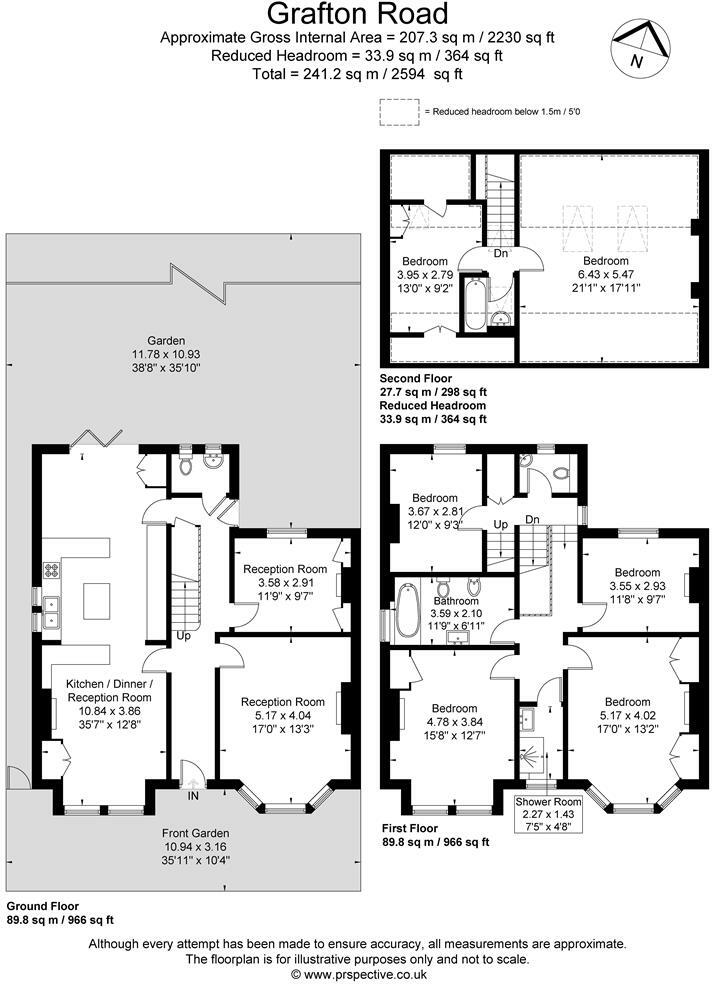 Grafton Road
Approximate Gross Internal Area = 207.3 sq m / 2230 sq ft
Reduced Headroom = 33.9 sq m / 364 sq ft
Total = 241.2 sq m / 2594 sq ft
N
= Reduced headroom below 1.5m / 5'0
Bedroom
3.95 x 2.79
13'0" x 9'2"
Dn
Bedroom
6.43 x 5.47
21'1" x 17'11"
Second Floor
27.7 sq m / 298 sq ft
Reduced Headroom
33.9 sq m / 364 sq ft
Garden
11.78 x 10.93
38'8" x 35'10"
Reception Room
3.58 x 2.91
11'9" x 9'7"
Up
Kitchen / Dinner /
Reception Room
10.84 x 3.86
35'7" x 12'8"
Reception Room
5.17 x 4.04
17'0" x 13'3"
IN
Front Garden
10.94 x 3.16
35'11" x 10'4"
Ground Floor
89.8 sq m / 966 sq ft
Bedroom
3.67 x 2.81
12'0" x 9'3"
Up
Dn
Bedroom
3.55 x 2.93
11'8" x 9'7"
Bathroom
3.59 x 2.10
11'9" x 6'11"
Bedroom
4.78 x 3.84
15'8" x 12'7"
Bedroom
5.17 x 4.02
17'0" x 13'2"
Shower Room
2.27 x 1.43
7'5" x 4'8"
First Floor
89.8 sq m / 966 sq ft
Although every attempt has been made to ensure accuracy, all measurements are approximate.
The floorplan is for illustrative purposes only and not to scale.
© www.prspective.co.uk